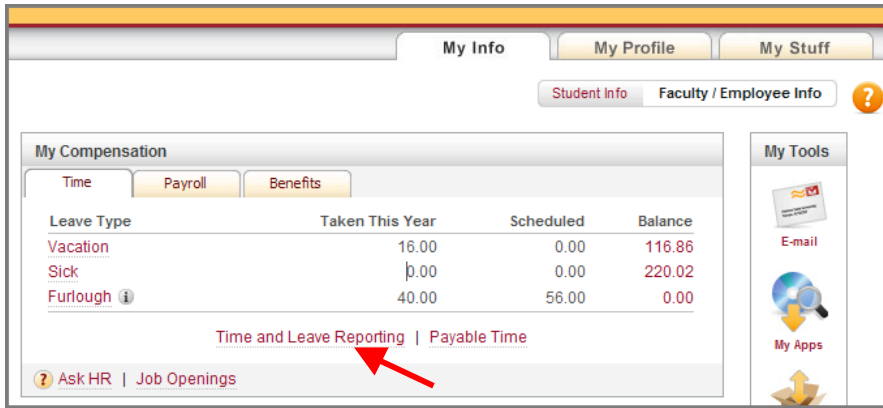 My Info My Profile My Stuff
Student Info Faculty / Employee Info ?
My Compensation
Time Payroll Benefits
Leave Type Taken This Year Scheduled Balance
Vacation 16.00 0.00 116.86
Sick 0.00 0.00 220.02
Furlough i 40.00 56.00 0.00
Time and Leave Reporting | Payable Time
? Ask HR | Job Openings
My Tools
E-mail
My Apps